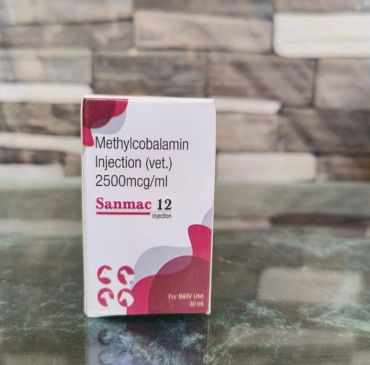 Methylcobalamin
Injection (vet.)
2500mcg/ml
Sanmac 12
Injection
For IM/IV Use
30 ml